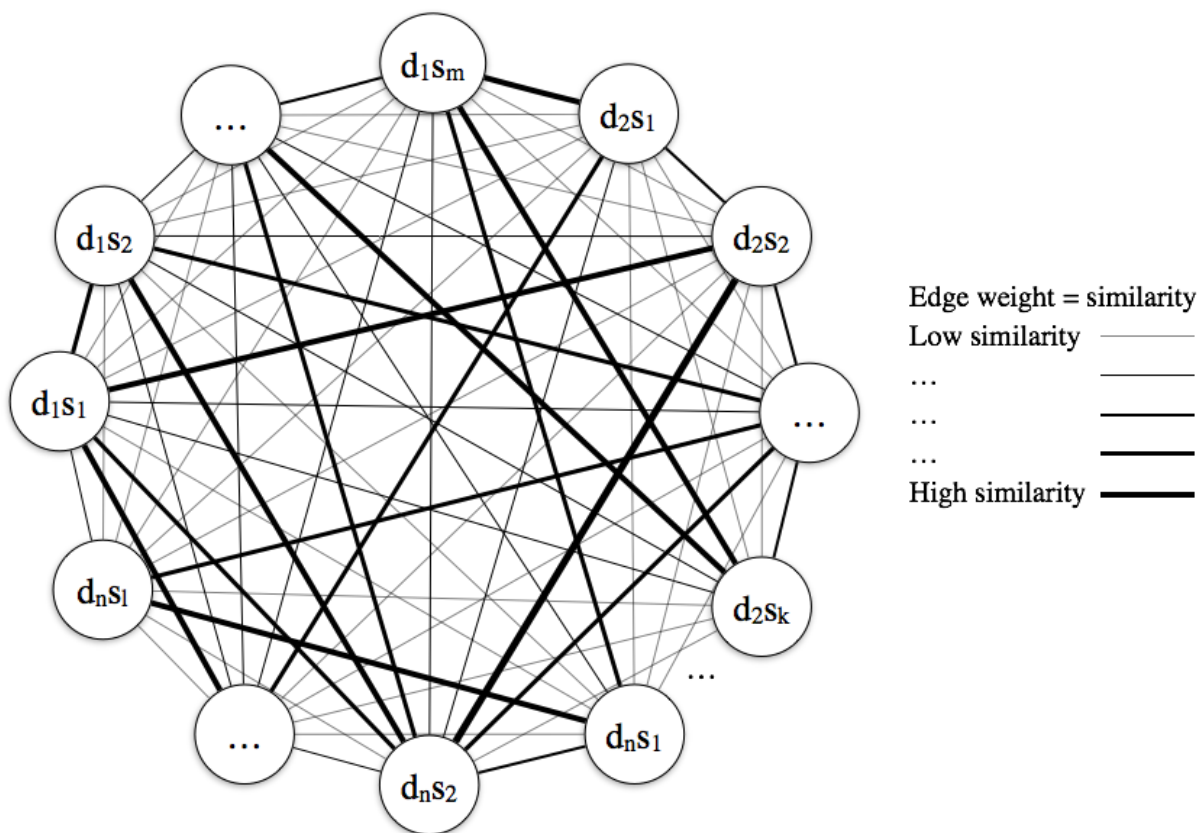 d₁sₘ
d₂s₁
…
d₁s₂
d₂s₂
d₁s₁
…
dₙsₗ
d₂sₖ
…
…
dₙs₁
dₙs₂
Edge weight = similarity
Low similarity
…
…
…
High similarity